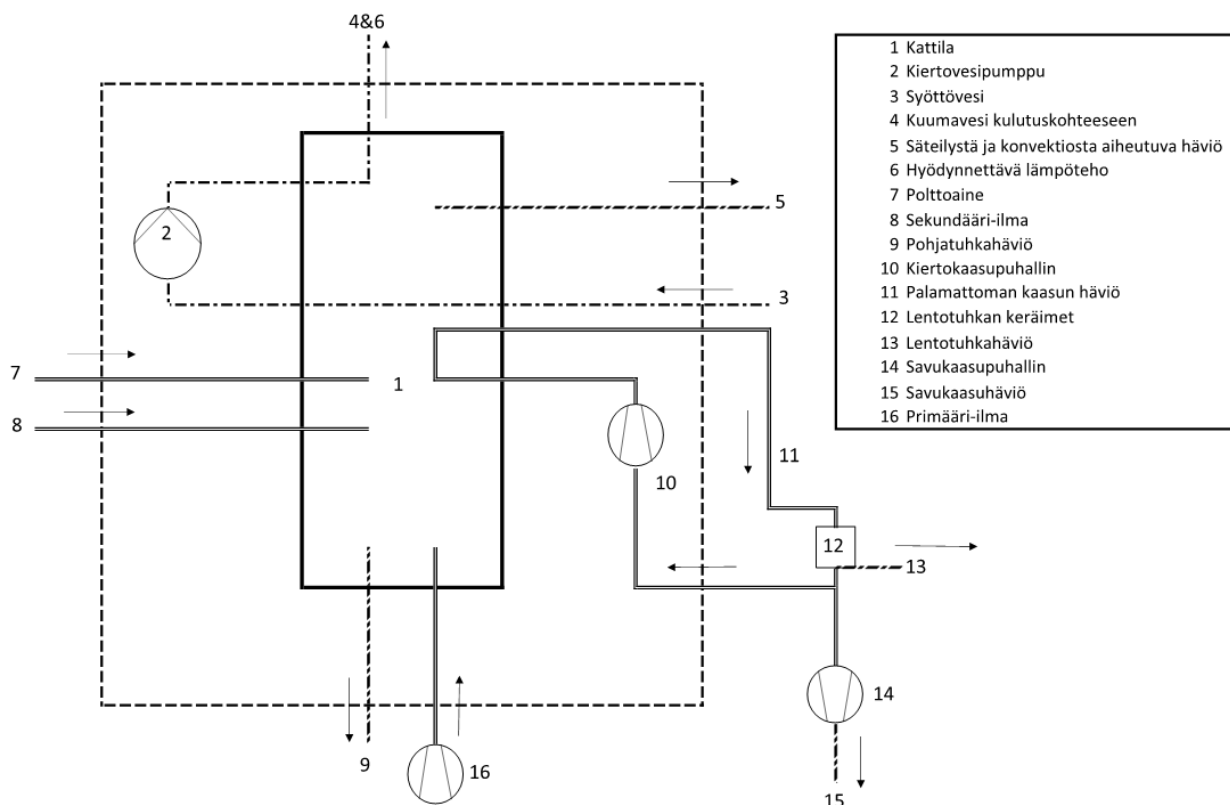 4&6
1 Kattila
2 Kiertovesipumppu
3 Syöttövesi
4 Kuumavesi kulutuskohteeseen
5 Säteilystä ja konvektiosta aiheutuva häviö
6 Hyödynnettävä lämpöteho
7 Polttoaine
8 Sekundääri-ilma
9 Pohjatuhkahäviö
10 Kiertokaasupuhallin
11 Palamattoman kaasun häviö
12 Lentotuhkan keräimet
13 Lentotuhkahäviö
14 Savukaasupuhallin
15 Savukaasuhäviö
16 Primääri-ilma
5
2
3
7
1
8
11
10
12
13
14
9
16
15